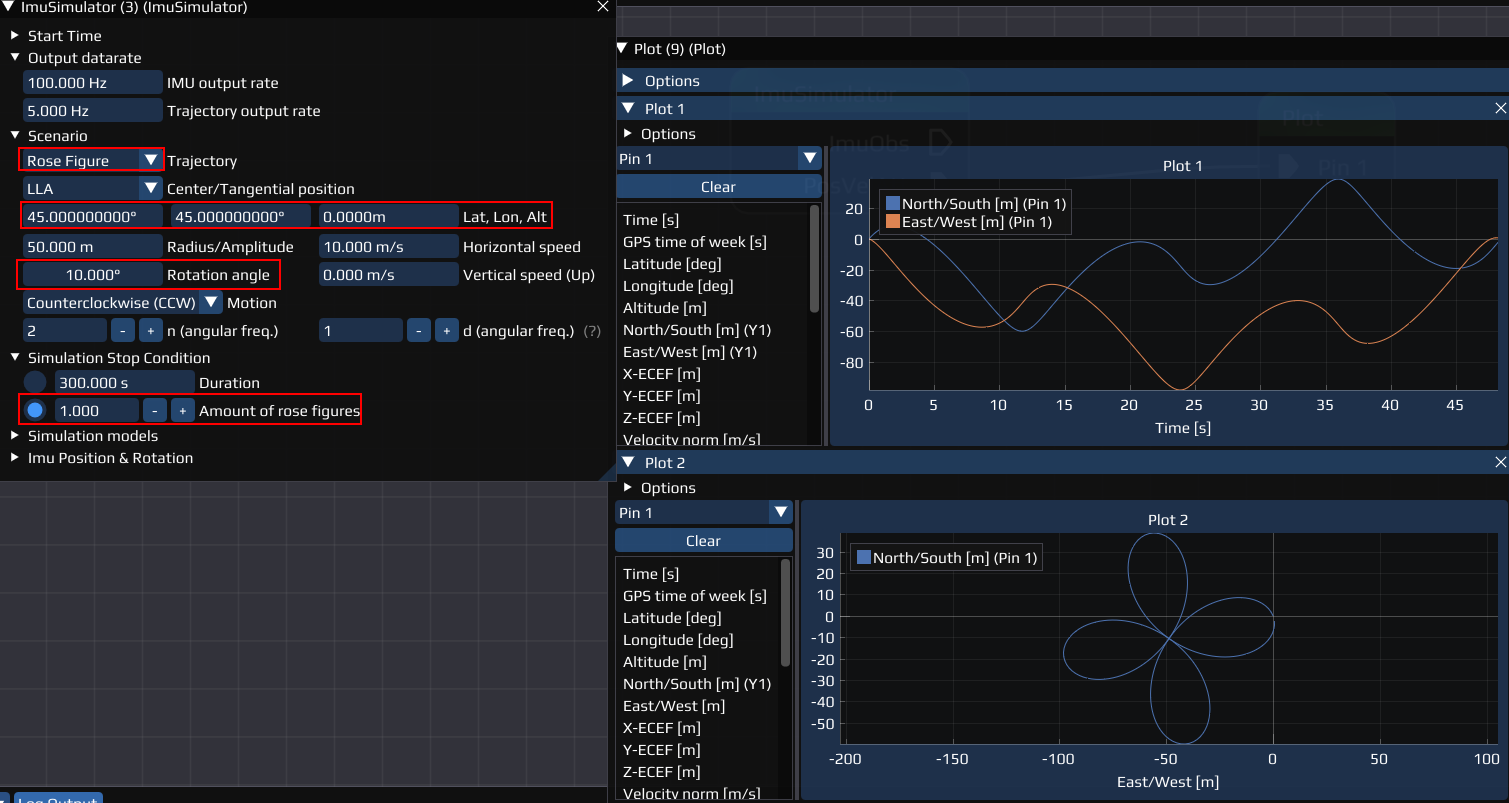 ImuSimulator (3) (ImuSimulator)
Start Time
Output datarate
100.000 Hz IMU output rate
5.000 Hz Trajectory output rate
Scenario
Rose Figure Trajectory
LLA Center/Tangential position
45.000000000° 45.000000000° 0.0000m Lat, Lon, Alt
50.000 m Radius/Amplitude 10.000 m/s Horizontal speed
10.000° Rotation angle 0.000 m/s Vertical speed (Up)
Counterclockwise (CCW) Motion
2 - + n (angular freq.) 1 - + d (angular freq.) (?)
Simulation Stop Condition
300.000 s Duration
1.000 - + Amount of rose figures
Simulation models
Imu Position & Rotation
Log Output
Plot (9) (Plot)
Options
ImuSimulator
Plot 1
Plot
Options
ImuObs
Pin 1
Pin 1
Clear
Time [s]
GPS time of week [s]
Latitude [deg]
Longitude [deg]
Altitude [m]
North/South [m] (Y1)
East/West [m] (Y1)
X-ECEF [m]
Y-ECEF [m]
Z-ECEF [m]
Velocity norm [m/s]
Plot 1
North/South [m] (Pin 1)
East/West [m] (Pin 1)
20
0
-20
-40
-60
-80
0 5 10 15 20 25 30 35 40 45
Time [s]
Plot 2
Options
Pin 1
Clear
Time [s]
GPS time of week [s]
Latitude [deg]
Longitude [deg]
Altitude [m]
North/South [m] (Y1)
East/West [m]
X-ECEF [m]
Y-ECEF [m]
Z-ECEF [m]
Velocity norm [m/s]
Plot 2
North/South [m] (Pin 1)
30
20
10
0
-10
-20
-30
-40
-50
-200 -150 -100 -50 0 50 100
East/West [m]